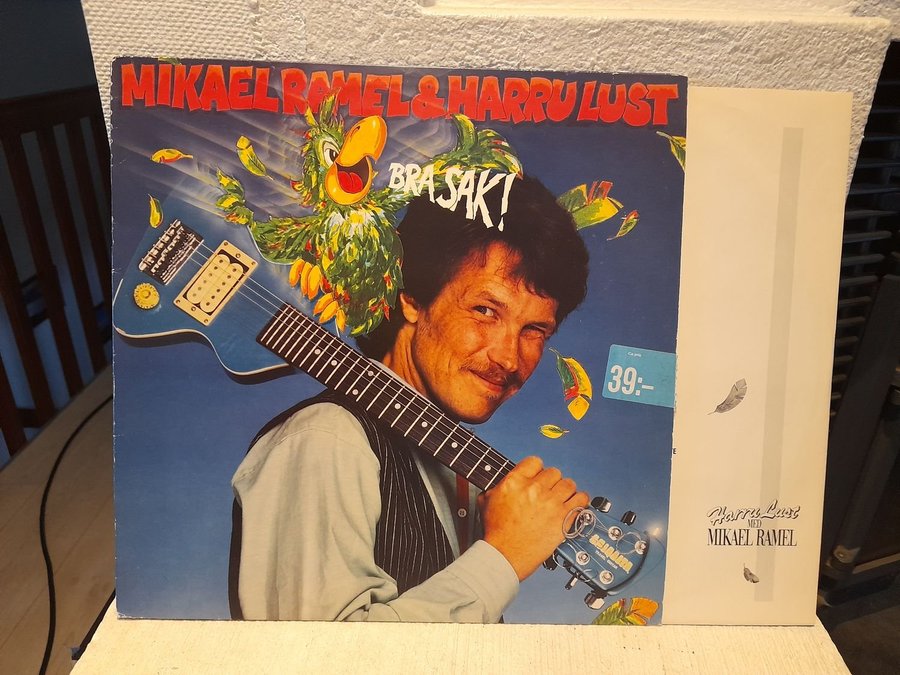 MIKAEL RAMEL & HARRU LUST
BRA SAK!
39:-
Harru Lust
MED
MIKAEL RAMEL